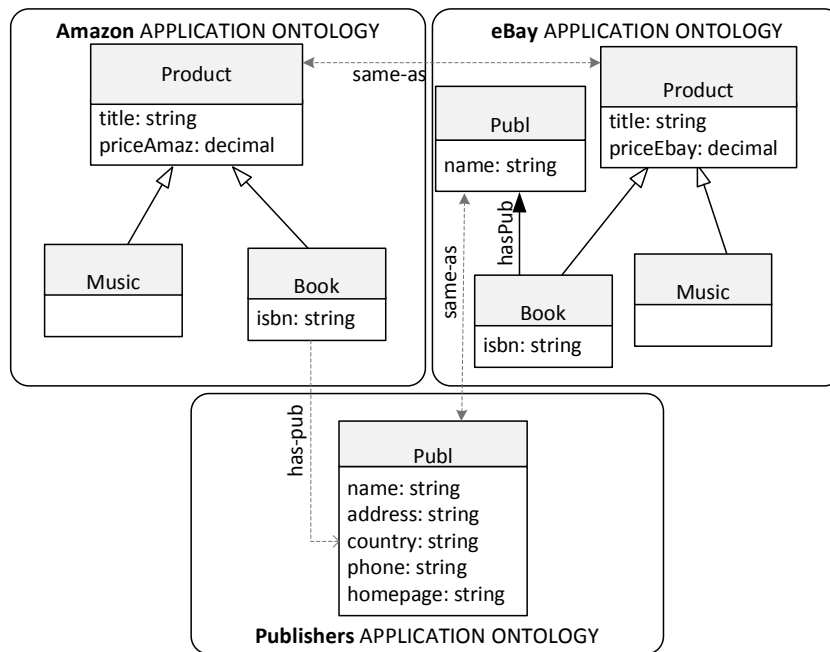 Amazon APPLICATION ONTOLOGY
Product
title: string
priceAmaz: decimal
Music
Book
isbn: string
same-as
eBay APPLICATION ONTOLOGY
Product
title: string
priceEbay: decimal
Publ
name: string
hasPub
Book
isbn: string
Music
same-as
has-pub
Publ
name: string
address: string
country: string
phone: string
homepage: string
Publishers APPLICATION ONTOLOGY